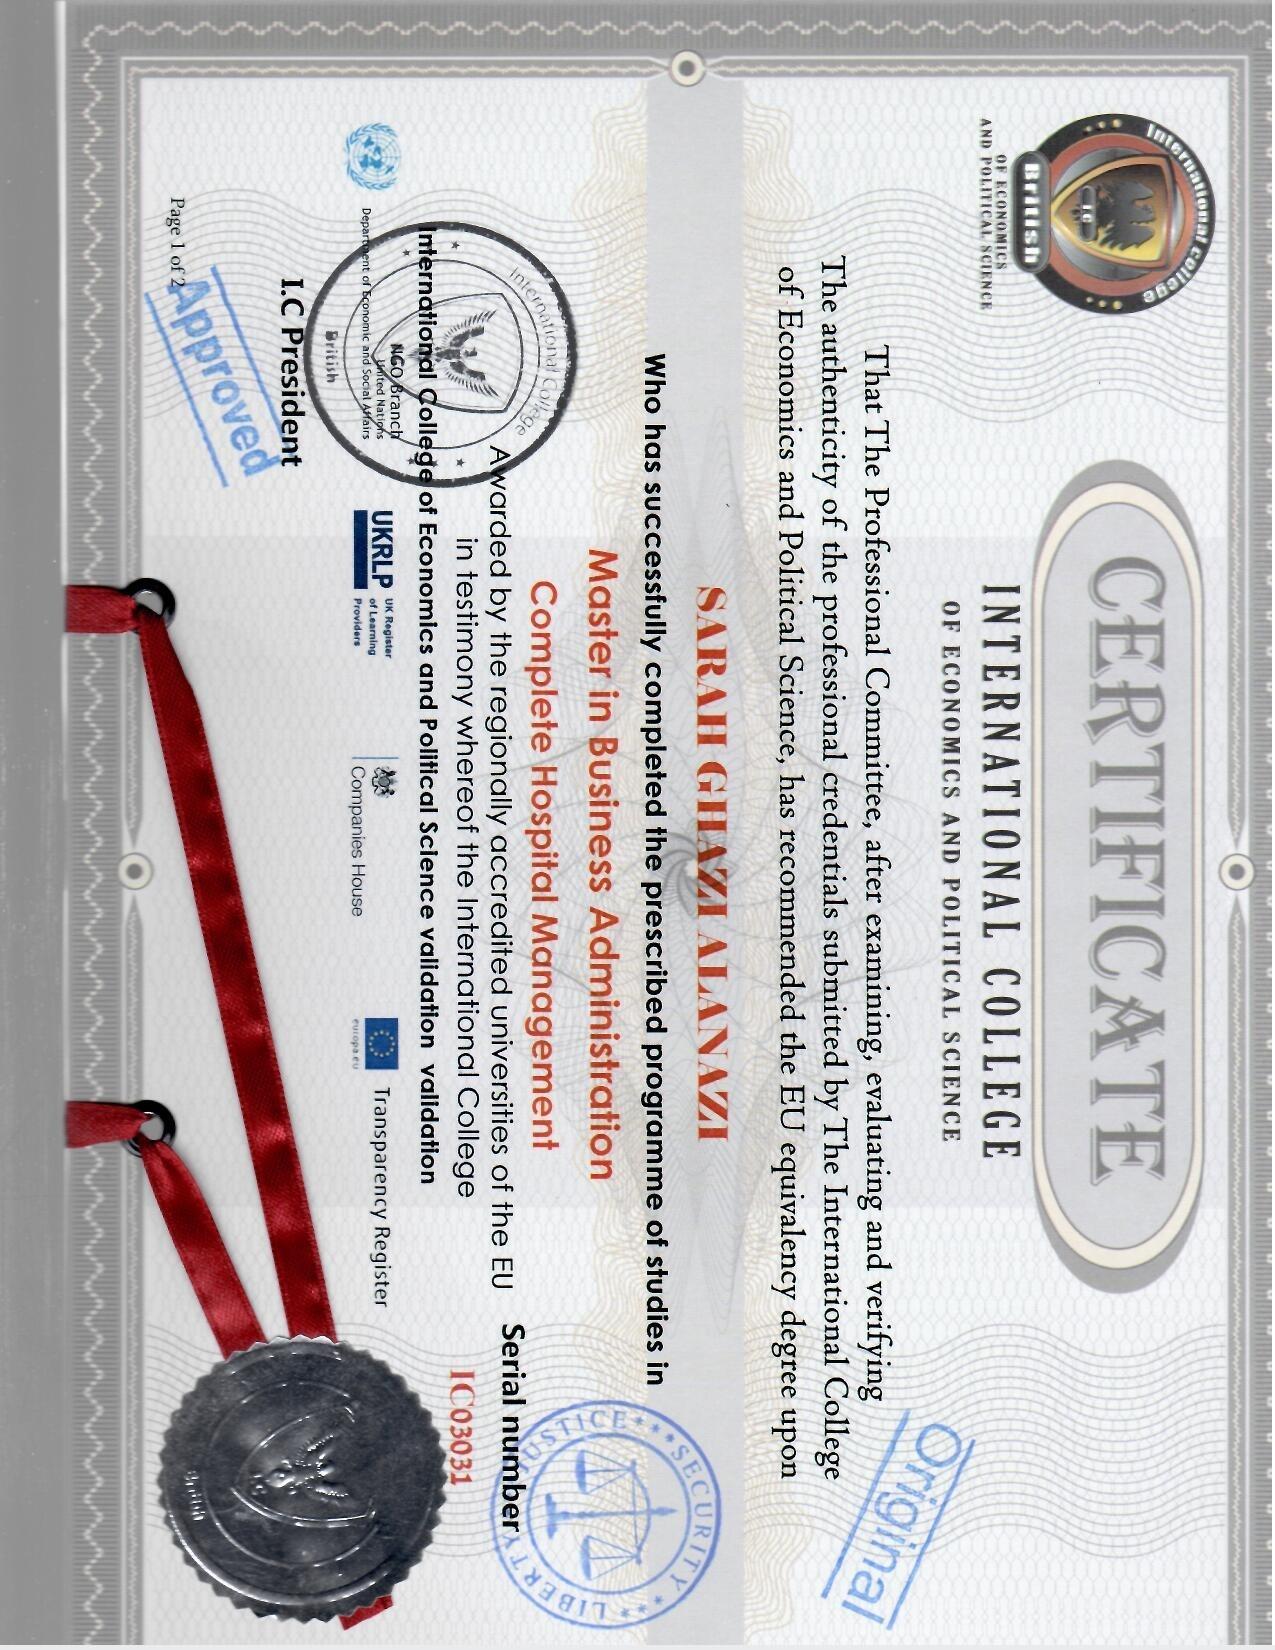 International college
I.C
British
OF ECONOMICS
AND POLITICAL SCIENCE
CERTIFICATE
INTERNATIONAL COLLEGE
OF ECONOMICS AND POLITICAL SCIENCE
Original
That The Professional Committee, after examining, evaluating and verifying
The authenticity of the professional credentials submitted by The International College
of Economics and Political Science, has recommended the EU equivalency degree upon
SARAH GHAZI ALANAZI
Who has successfully completed the prescribed programme of studies in
Master in Business Administration
Complete Hospital Management
SECURITY
LIBERTY
JUSTICE
Awarded by the regionally accredited universities of the EU
in testimony whereof the International College
Serial number
IC03031
International College
International College of Economics and Political Science validation validation
NGO Branch
United Nations
Department of Economic and Social Affairs
British
UKRLP
UK Register
of Learning
Providers
Companies House
europa.eu
Transparency Register
I.C President
Approved
I.C
British
Page 1 of 2